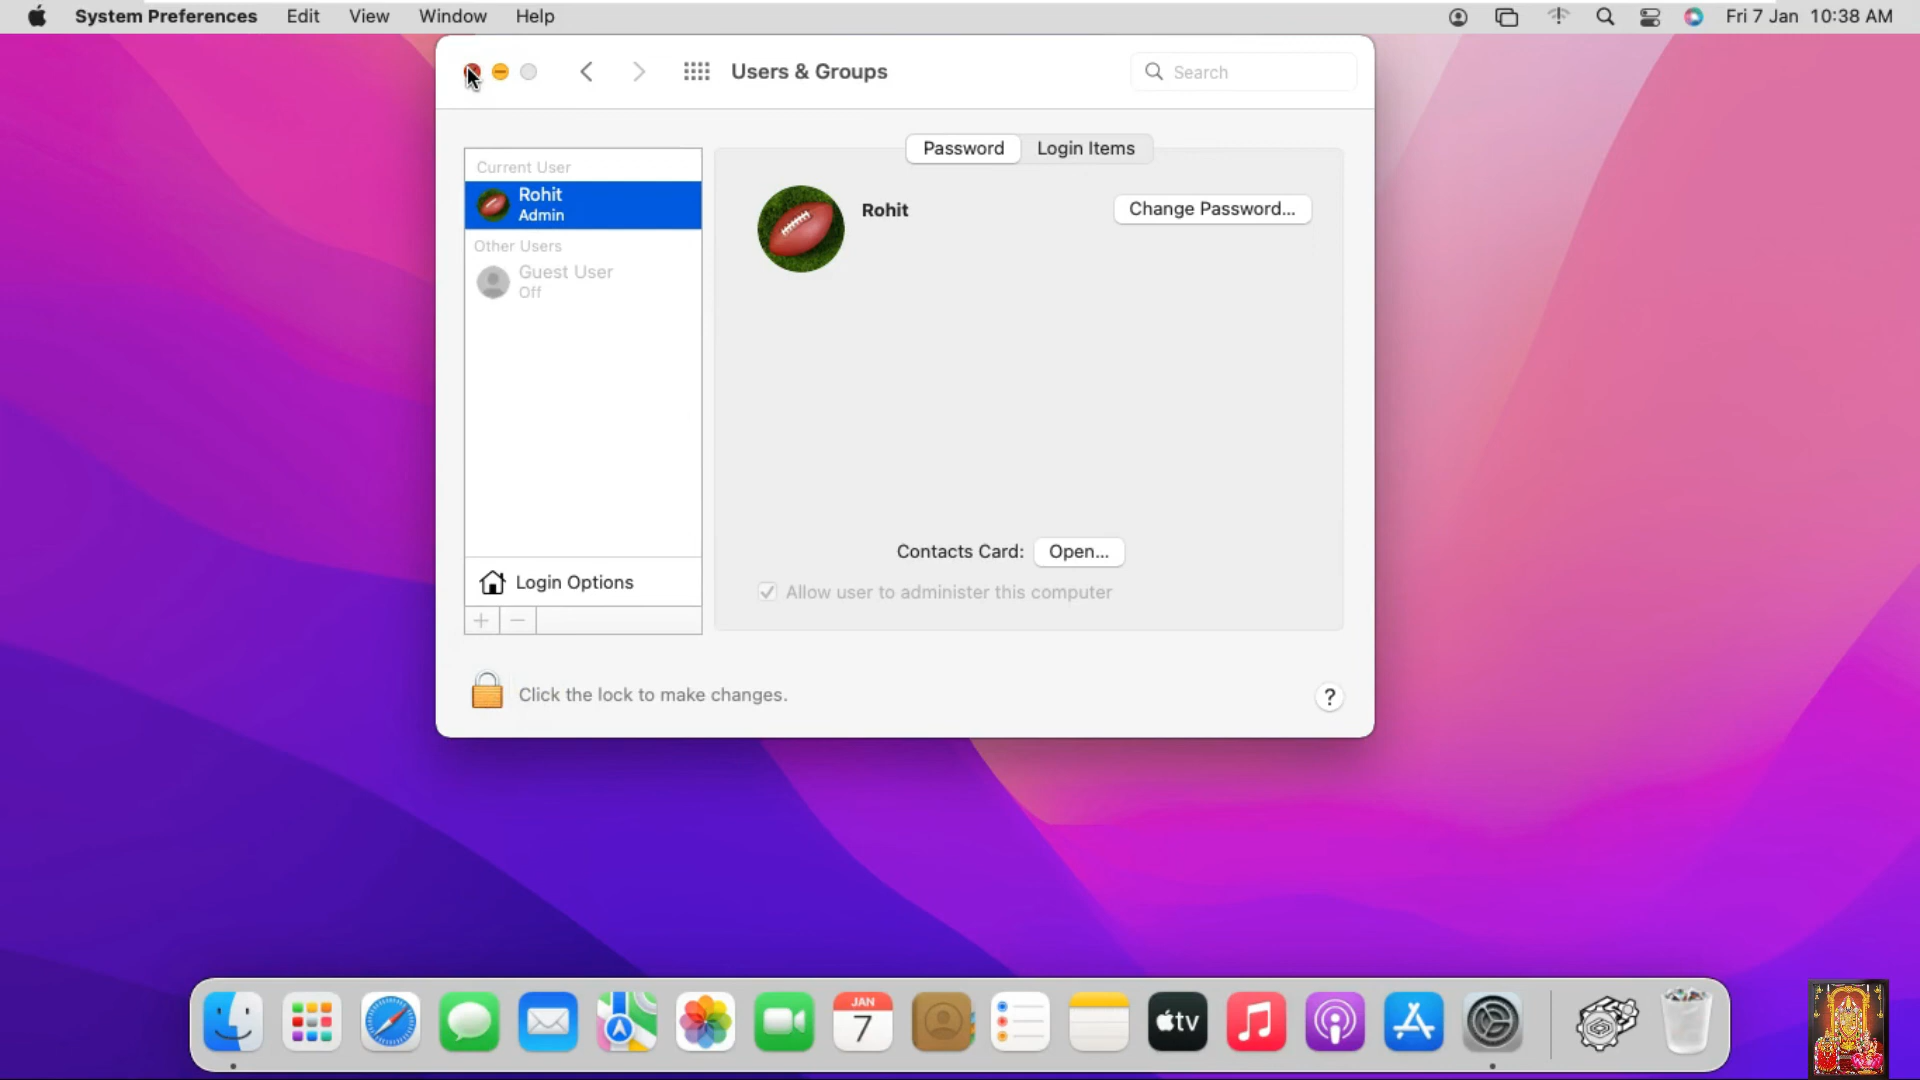 System Preferences Edit View Window Help
Fri 7 Jan 10:38 AM
Users & Groups
Search
Password Login Items
Current User
Rohit
Admin
Other Users
Guest User
Off
Login Options
Rohit
Change Password...
Contacts Card: Open...
Allow user to administer this computer
Click the lock to make changes.
?
JAN
7
tv